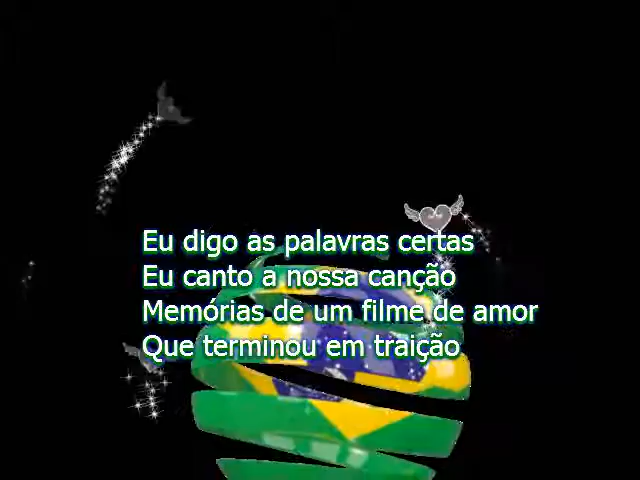 Eu digo as palavras certas
Eu canto a nossa canção
Memórias de um filme de amor
Que terminou em traição